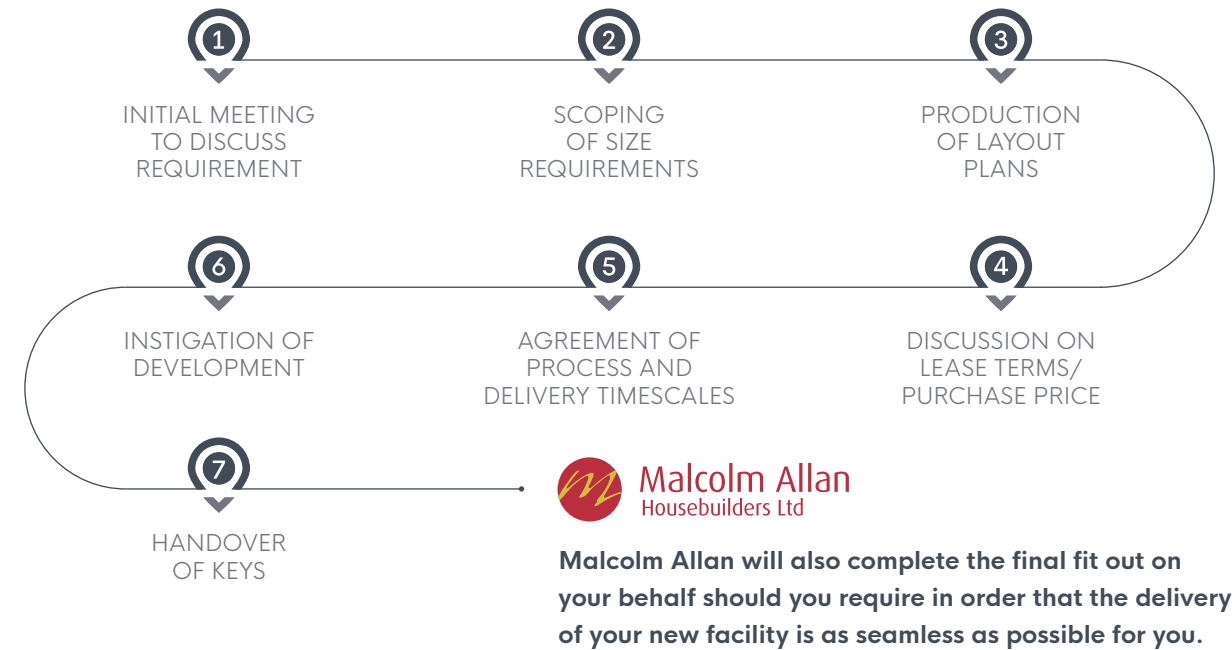 1
INITIAL MEETING
TO DISCUSS
REQUIREMENT
2
SCOPING
OF SIZE
REQUIREMENTS
3
PRODUCTION
OF LAYOUT
PLANS
4
DISCUSSION ON
LEASE TERMS/
PURCHASE PRICE
5
AGREEMENT OF
PROCESS AND
DELIVERY TIMESCALES
6
INSTIGATION OF
DEVELOPMENT
7
HANDOVER
OF KEYS
m
Malcolm Allan
Housebuilders Ltd
Malcolm Allan will also complete the final fit out on
your behalf should you require in order that the delivery
of your new facility is as seamless as possible for you.